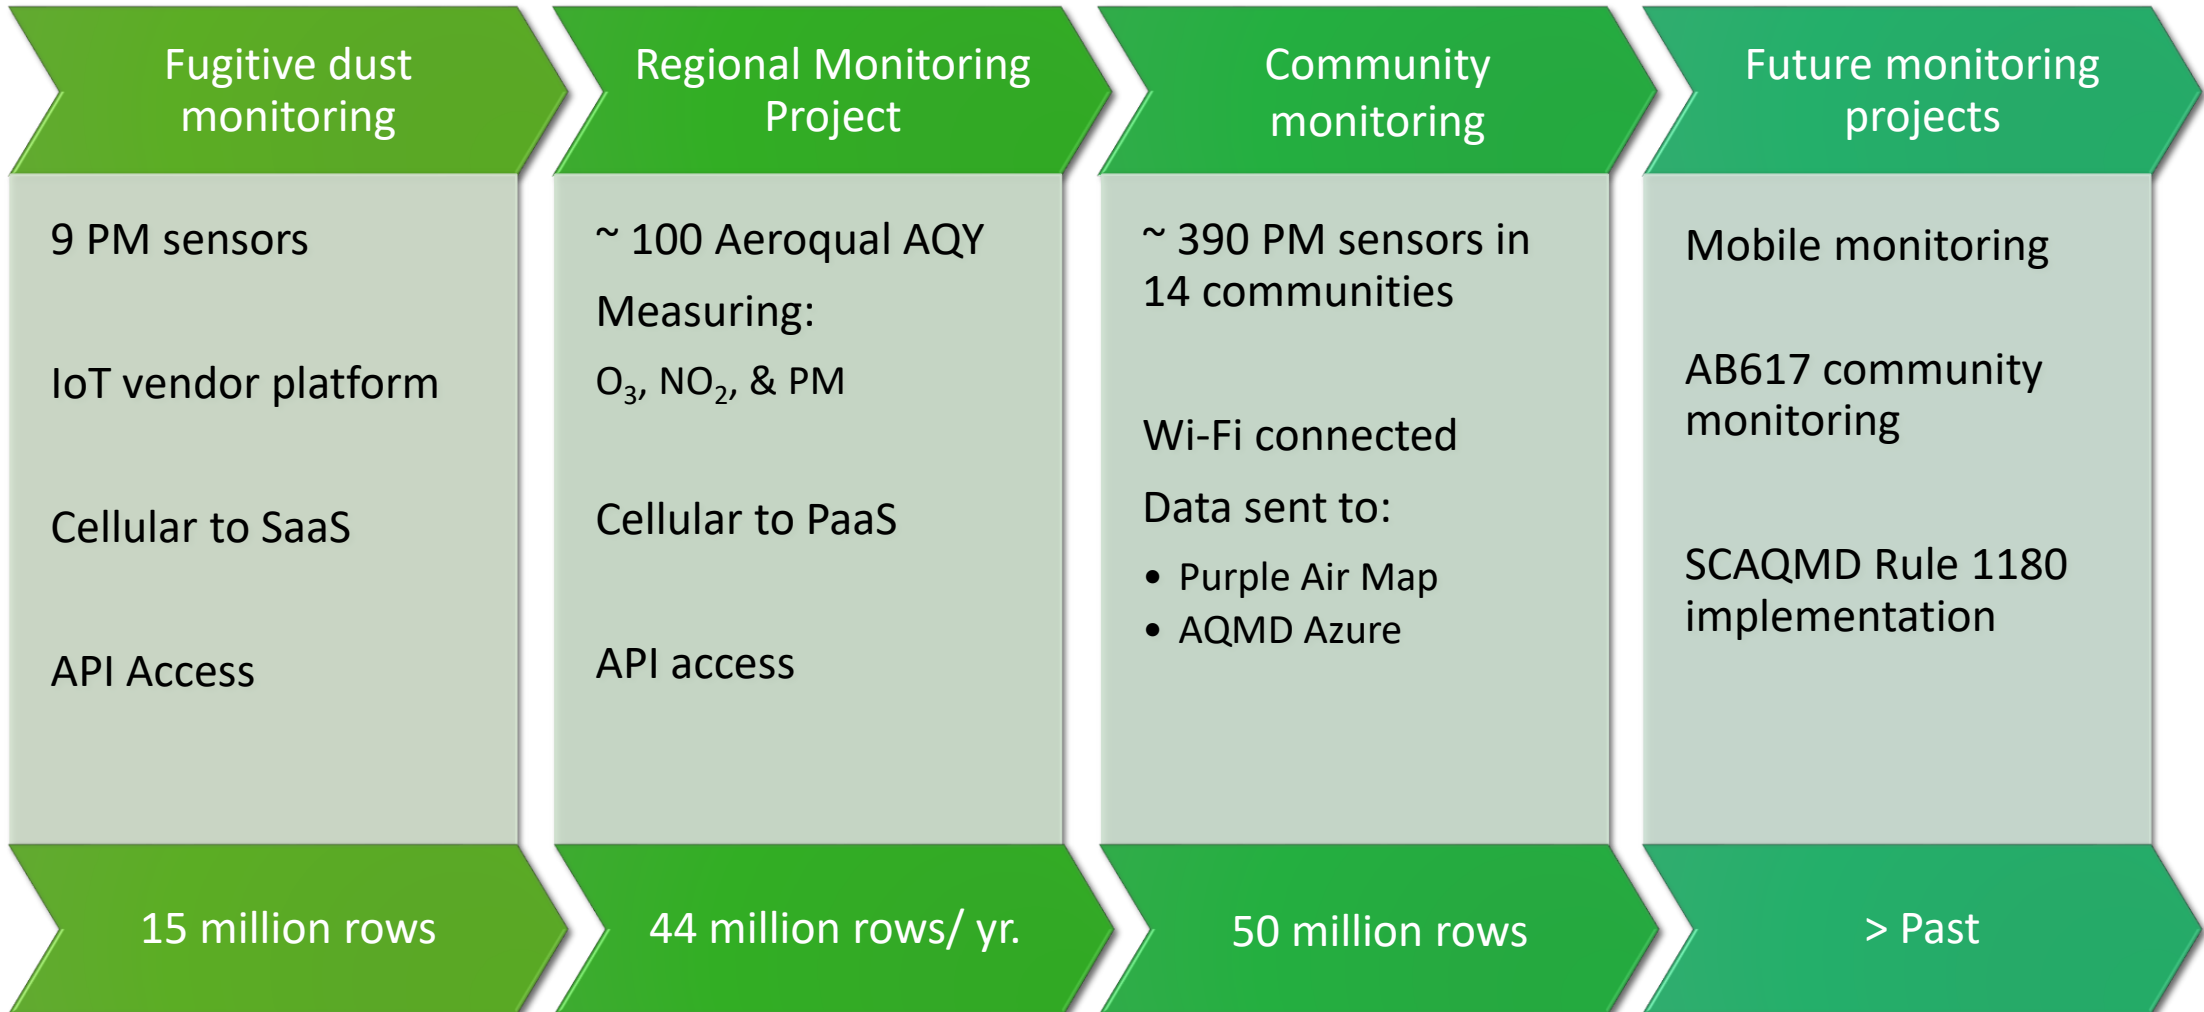 Fugitive dust
monitoring
9 PM sensors
IoT vendor platform
Cellular to SaaS
API Access
15 million rows
Regional Monitoring
Project
~ 100 Aeroqual AQY
Measuring:
O₃, NO₂, & PM
Cellular to PaaS
API access
44 million rows/ yr.
Community
monitoring
~ 390 PM sensors in
14 communities
Wi-Fi connected
Data sent to:
• Purple Air Map
• AQMD Azure
50 million rows
Future monitoring
projects
Mobile monitoring
AB617 community
monitoring
SCAQMD Rule 1180
implementation
> Past